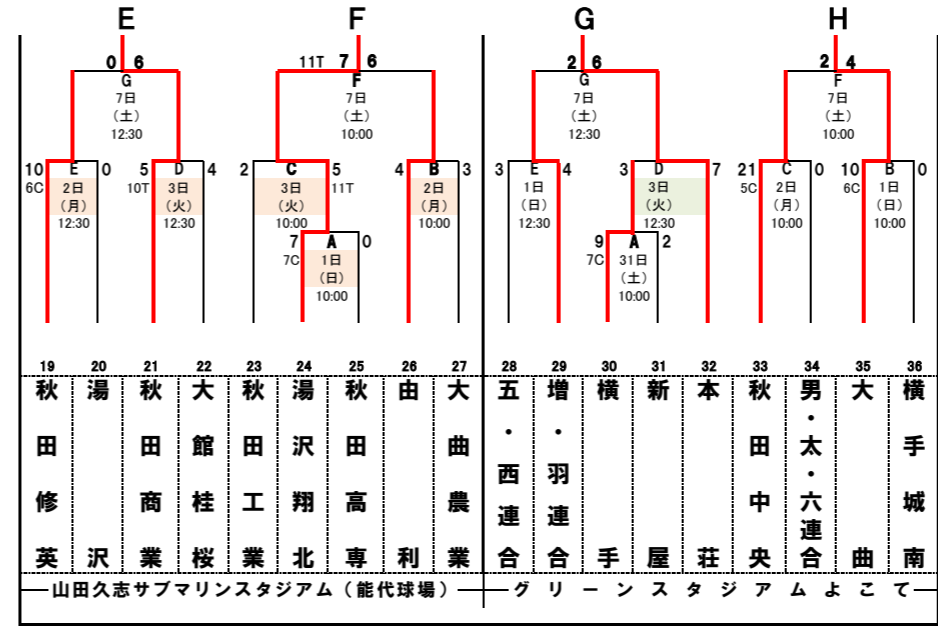 E F G H
0 6 11T 7 6 2 6 2 4
G F G F
7日 7日 7日 7日
（土） （土） （土） （土）
12:30 10:00 12:30 10:00
10 E 0 5 D 4 2 C 5 4 B 3 3 E 4 3 D 7 21 C 0 10 B 0
6C 2日 10T 3日 3日 11T 2日 1日 3日 5C 2日 6C 1日
（月） （火） （火） （月） （日） （火） （月） （日）
12:30 12:30 10:00 10:00 12:30 12:30 10:00 10:00
7 A 0 9 A 2
7C 1日 7C 31日
（日） （土）
10:00 10:00
19 20 21 22 23 24 25 26 27 28 29 30 31 32 33 34 35 36
秋田修英
湯沢
秋田商業
大館桂桜
秋田工業
湯沢翔北
秋田高専
由利
大曲農業
五・西連合
増・羽連合
横手
新屋
本荘
秋田中央
男・太・六連合
大曲
横手城南
山田久志サブマリンスタジアム（能代球場）
グリーンスタジアムよこて